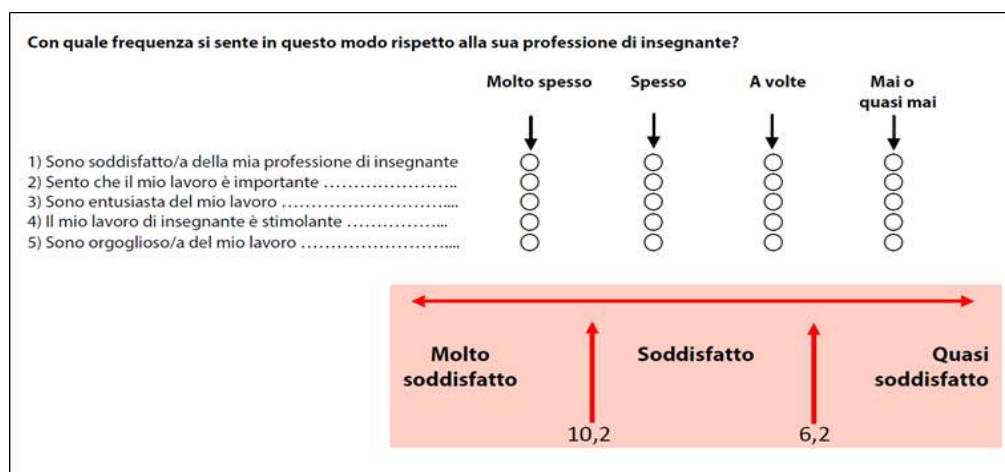 Con quale frequenza si sente in questo modo rispetto alla sua professione di insegnante?
Molto spesso Spesso A volte Mai o quasi mai
1) Sono soddisfatto/a della mia professione di insegnante
2) Sento che il mio lavoro è importante ........................
3) Sono entusiasta del mio lavoro ................................
4) Il mio lavoro di insegnante è stimolante ..................
5) Sono orgoglioso/a del mio lavoro ............................
Molto soddisfatto Soddisfatto Quasi soddisfatto
10,2 6,2